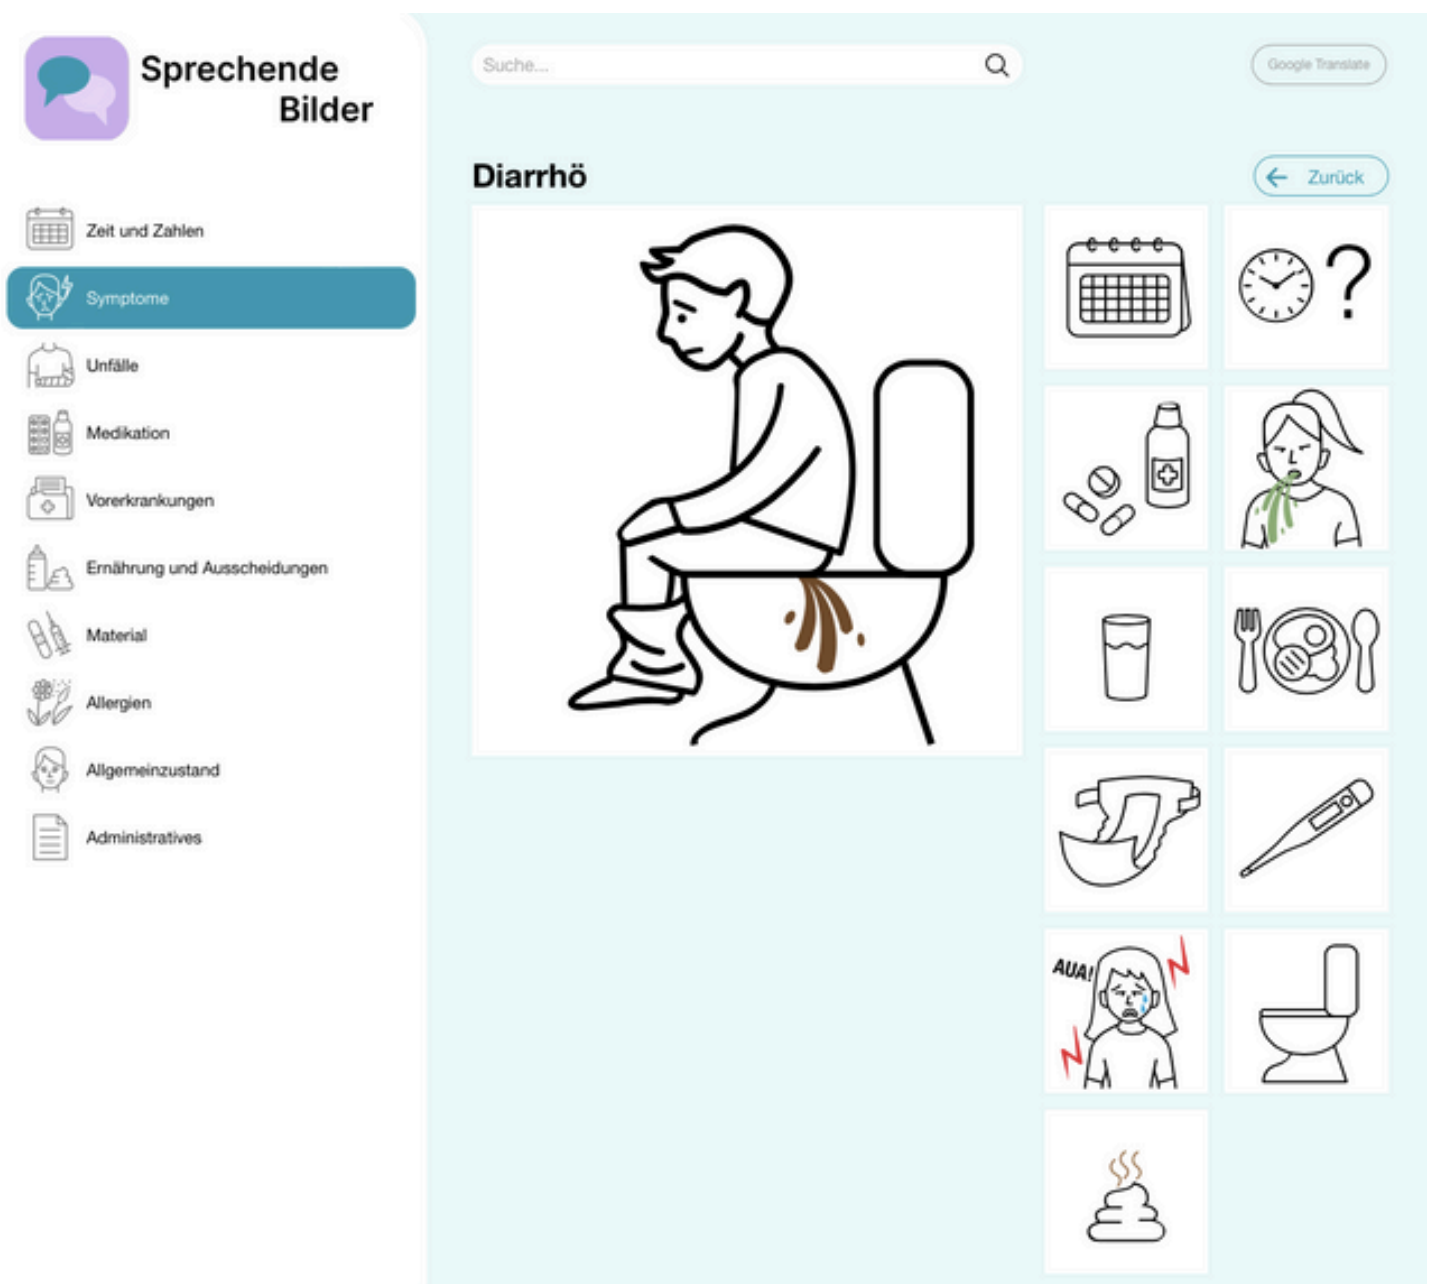 Sprechende
Bilder
Suche...
Google Translate
Diarrhö
Zurück
Zeit und Zahlen
Symptome
Unfälle
Medikation
Vorerkrankungen
Ernährung und Ausscheidungen
Material
Allergien
Allgemeinzustand
Administratives
?
AUA!